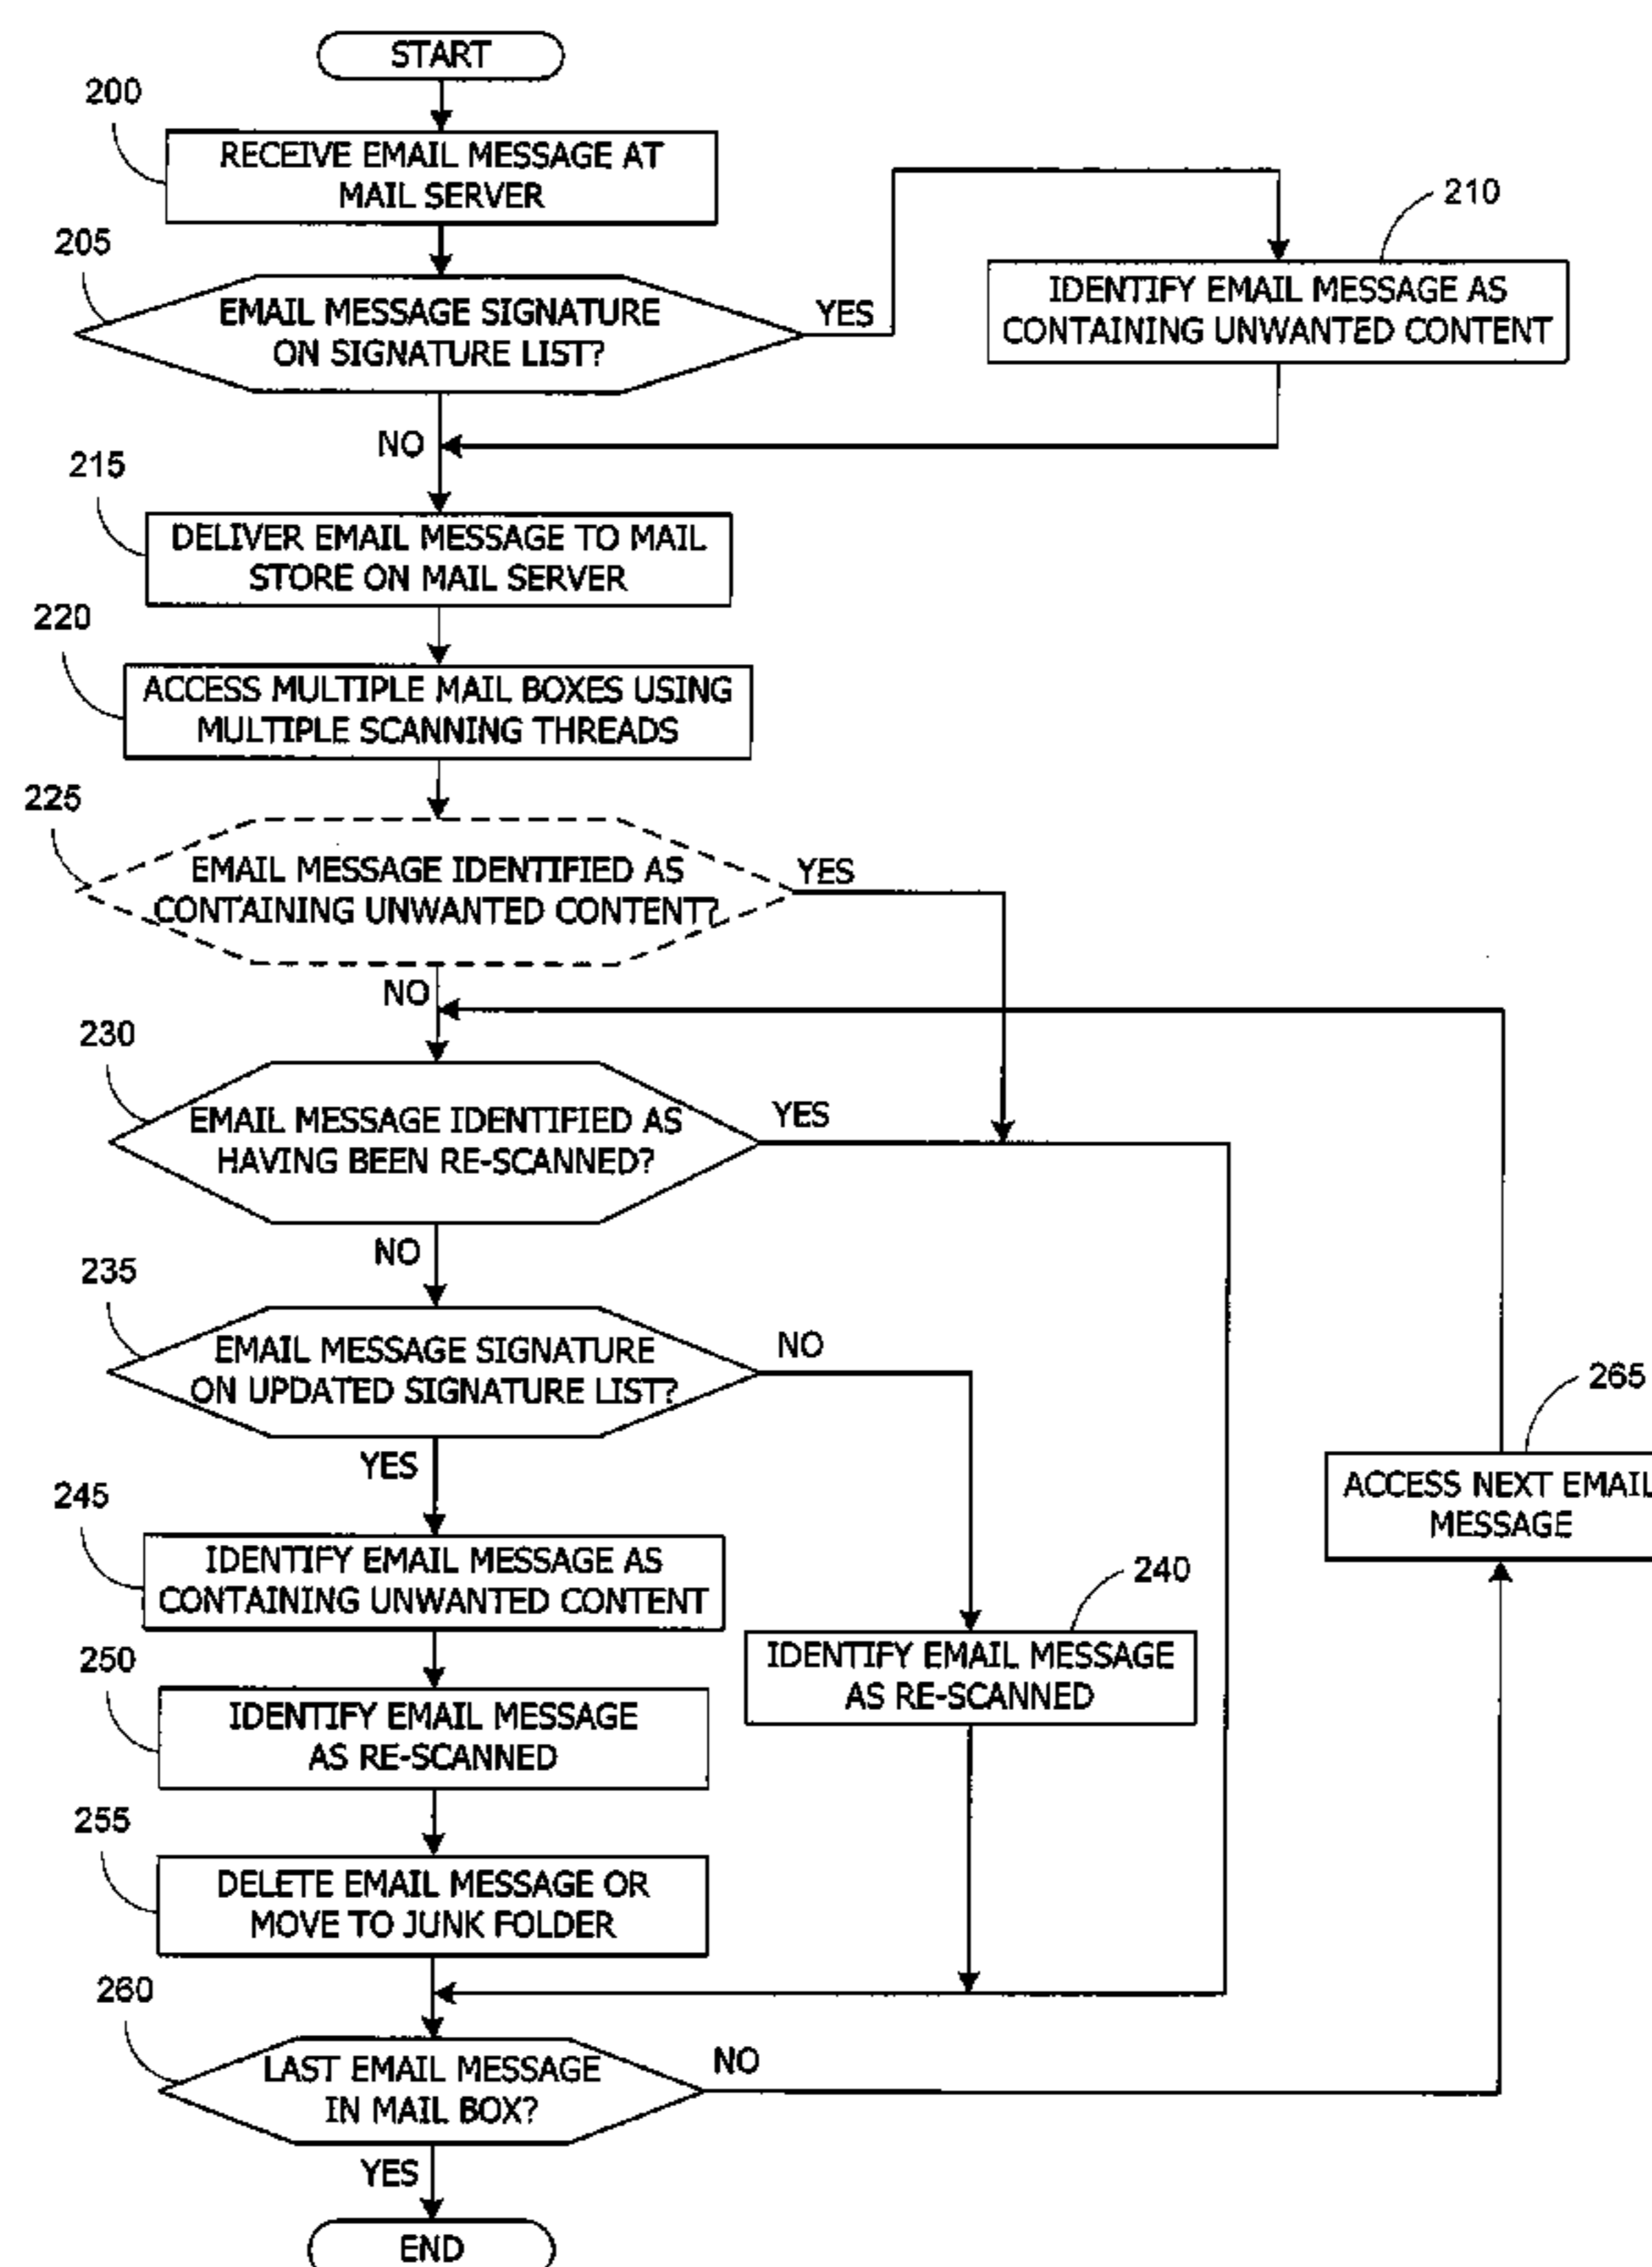 START
200
RECEIVE EMAIL MESSAGE AT
MAIL SERVER
205
EMAIL MESSAGE SIGNATURE
ON SIGNATURE LIST?
YES
210
IDENTIFY EMAIL MESSAGE AS
CONTAINING UNWANTED CONTENT
NO
215
DELIVER EMAIL MESSAGE TO MAIL
STORE ON MAIL SERVER
220
ACCESS MULTIPLE MAIL BOXES USING
MULTIPLE SCANNING THREADS
225
EMAIL MESSAGE IDENTIFIED AS
CONTAINING UNWANTED CONTENT?
YES
NO
230
EMAIL MESSAGE IDENTIFIED AS
HAVING BEEN RE-SCANNED?
YES
NO
235
EMAIL MESSAGE SIGNATURE
ON UPDATED SIGNATURE LIST?
NO
YES
265
ACCESS NEXT EMAIL
MESSAGE
245
IDENTIFY EMAIL MESSAGE AS
CONTAINING UNWANTED CONTENT
240
IDENTIFY EMAIL MESSAGE
AS RE-SCANNED
250
IDENTIFY EMAIL MESSAGE
AS RE-SCANNED
255
DELETE EMAIL MESSAGE OR
MOVE TO JUNK FOLDER
260
LAST EMAIL MESSAGE
IN MAIL BOX?
NO
YES
END